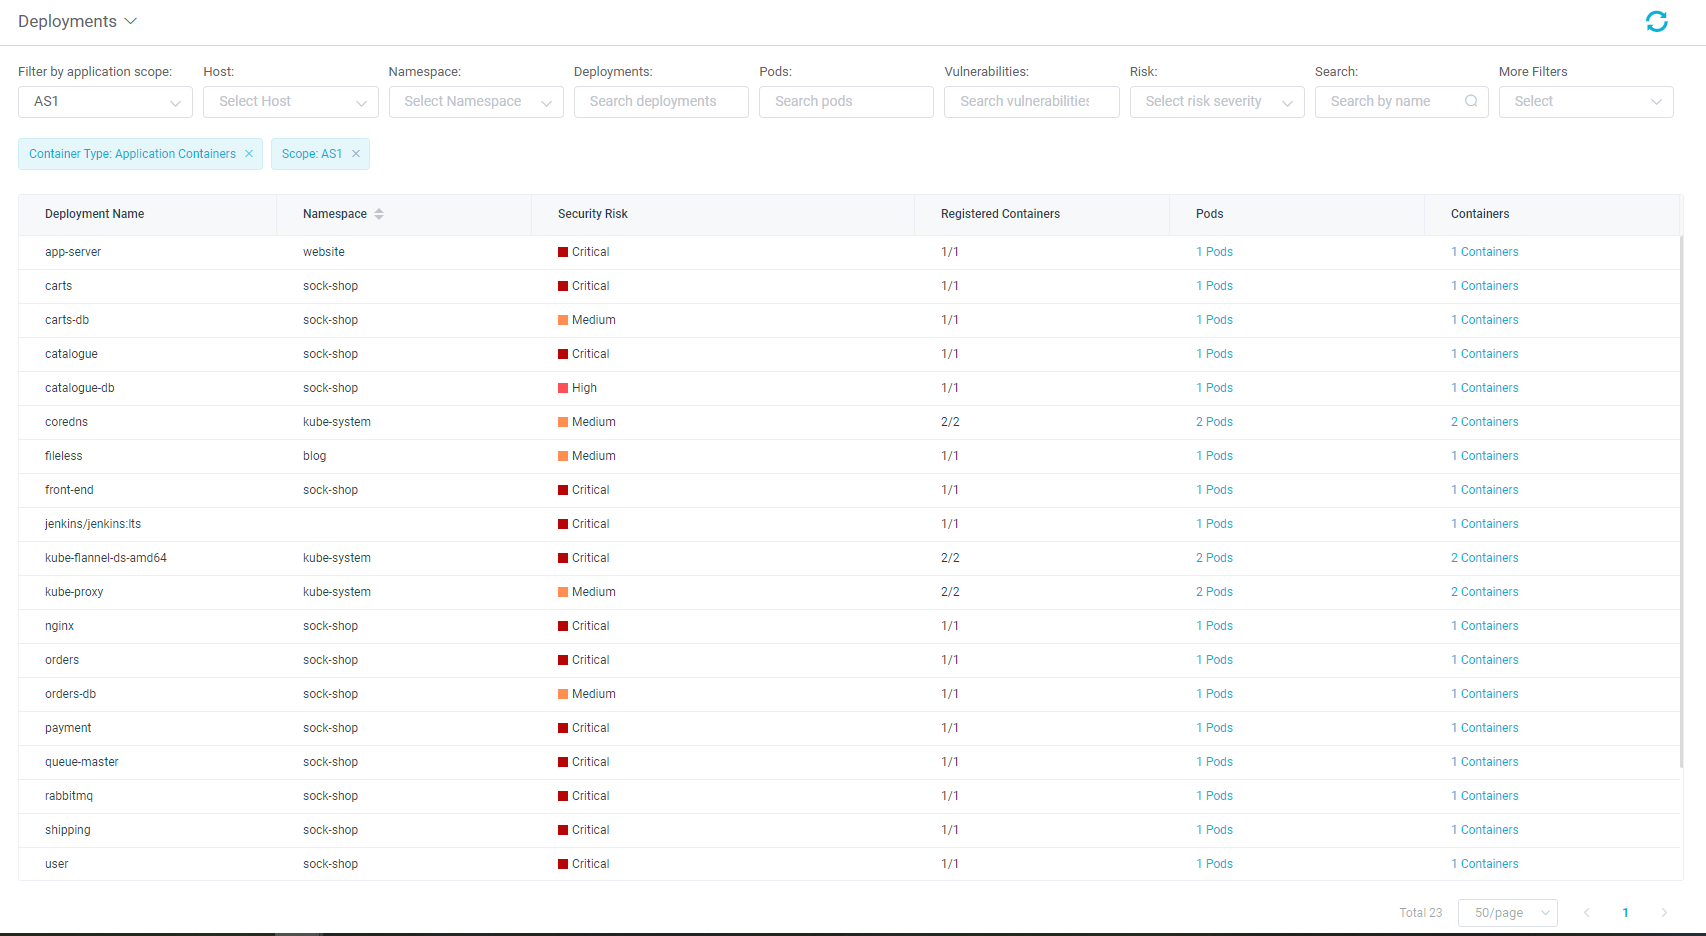 Deployments
Filter by application scope: Host: Namespace: Deployments: Pods: Vulnerabilities: Risk: Search: More Filters
AS1 Select Host Select Namespace Search deployments Search pods Search vulnerabilities Select risk severity Search by name Select
Container Type: Application Containers × Scope: AS1 ×
Deployment Name Namespace Security Risk Registered Containers Pods Containers
app-server website Critical 1/1 1 Pods 1 Containers
carts sock-shop Critical 1/1 1 Pods 1 Containers
carts-db sock-shop Medium 1/1 1 Pods 1 Containers
catalogue sock-shop Critical 1/1 1 Pods 1 Containers
catalogue-db sock-shop High 1/1 1 Pods 1 Containers
coredns kube-system Medium 2/2 2 Pods 2 Containers
fileless blog Medium 1/1 1 Pods 1 Containers
front-end sock-shop Critical 1/1 1 Pods 1 Containers
jenkins/jenkins:lts Critical 1/1 1 Pods 1 Containers
kube-flannel-ds-amd64 kube-system Critical 2/2 2 Pods 2 Containers
kube-proxy kube-system Medium 2/2 2 Pods 2 Containers
nginx sock-shop Critical 1/1 1 Pods 1 Containers
orders sock-shop Critical 1/1 1 Pods 1 Containers
orders-db sock-shop Medium 1/1 1 Pods 1 Containers
payment sock-shop Critical 1/1 1 Pods 1 Containers
queue-master sock-shop Critical 1/1 1 Pods 1 Containers
rabbitmq sock-shop Critical 1/1 1 Pods 1 Containers
shipping sock-shop Critical 1/1 1 Pods 1 Containers
user sock-shop Critical 1/1 1 Pods 1 Containers
Total 23 50/page 1